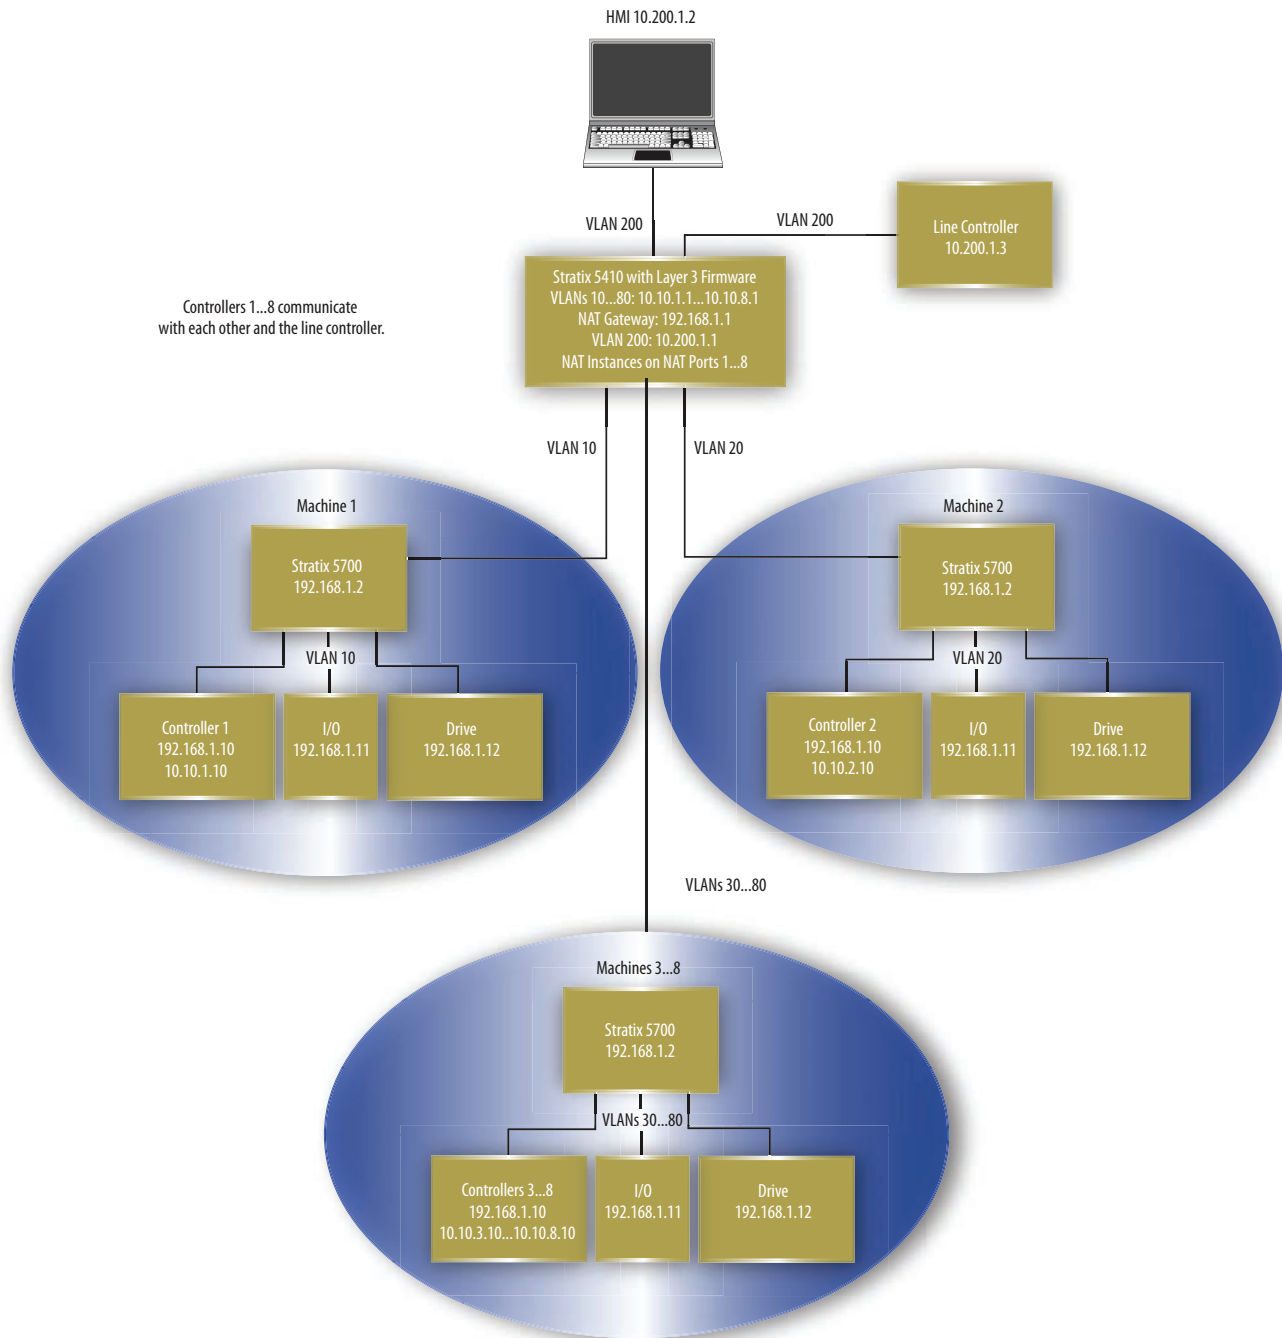 HMI 10.200.1.2
VLAN 200
VLAN 200
Line Controller
10.200.1.3
Stratix 5410 with Layer 3 Firmware
VLANs 10...80: 10.10.1.1...10.10.8.1
NAT Gateway: 192.168.1.1
VLAN 200: 10.200.1.1
NAT Instances on NAT Ports 1...8
Controllers 1...8 communicate
with each other and the line controller.
VLAN 10
VLAN 20
Machine 1
Stratix 5700
192.168.1.2
VLAN 10
Controller 1
192.168.1.10
10.10.1.10
I/O
192.168.1.11
Drive
192.168.1.12
Machine 2
Stratix 5700
192.168.1.2
VLAN 20
Controller 2
192.168.1.10
10.10.2.10
I/O
192.168.1.11
Drive
192.168.1.12
VLANs 30...80
Machines 3...8
Stratix 5700
192.168.1.2
VLANs 30...80
Controllers 3...8
192.168.1.10
10.10.3.10...10.10.8.10
I/O
192.168.1.11
Drive
192.168.1.12